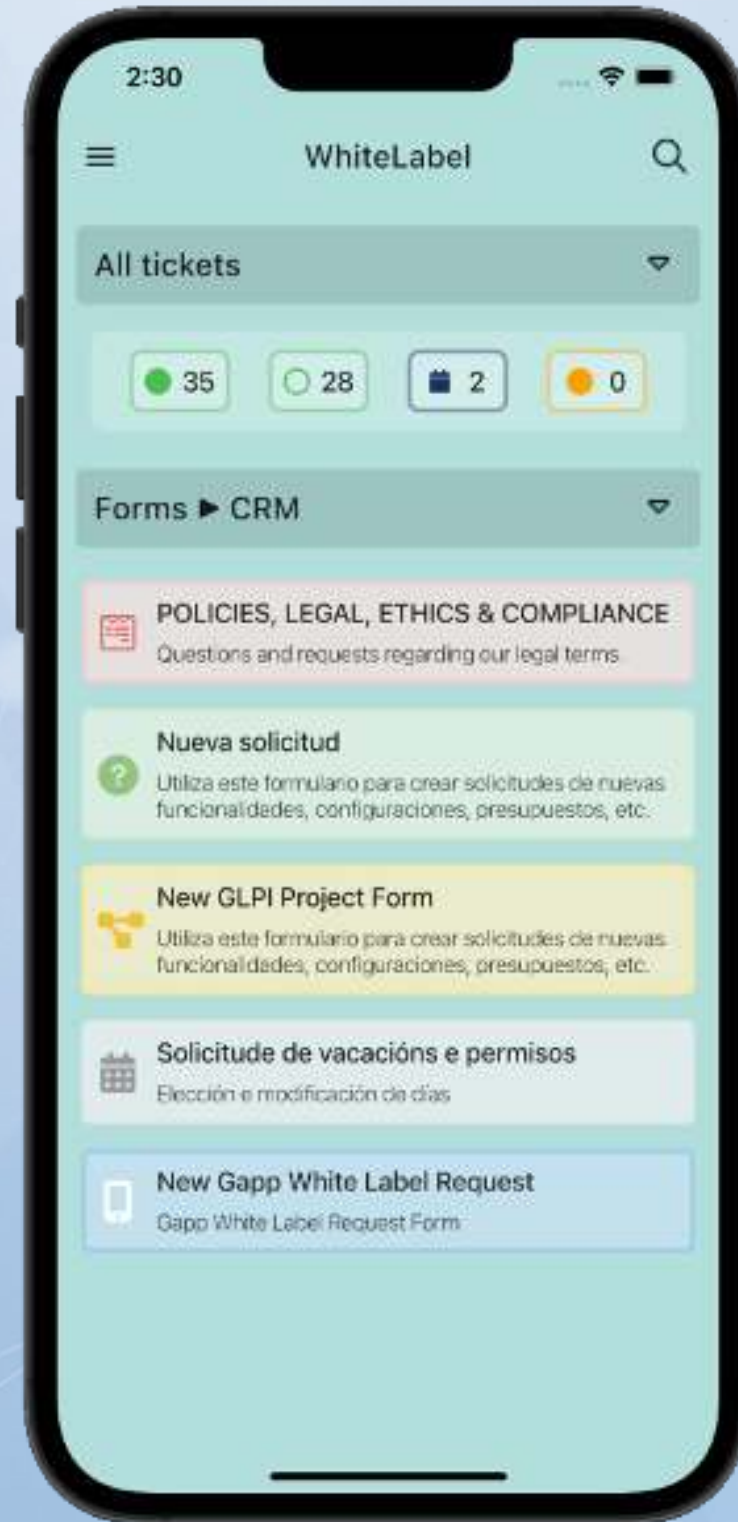 2:30
WhiteLabel
All tickets
35 28 2 0
Forms ► CRM
POLICIES, LEGAL, ETHICS & COMPLIANCE
Questions and requests regarding our legal terms.
Nueva solicitud
Utiliza este formulario para crear solicitudes de nuevas
funcionalidades, configuraciones, presupuestos, etc.
New GLPI Project Form
Utiliza este formulario para crear solicitudes de nuevas
funcionalidades, configuraciones, presupuestos, etc.
Solicitude de vacacións e permisos
Elección e modificación de días
New Gapp White Label Request
Gapp White Label Request Form